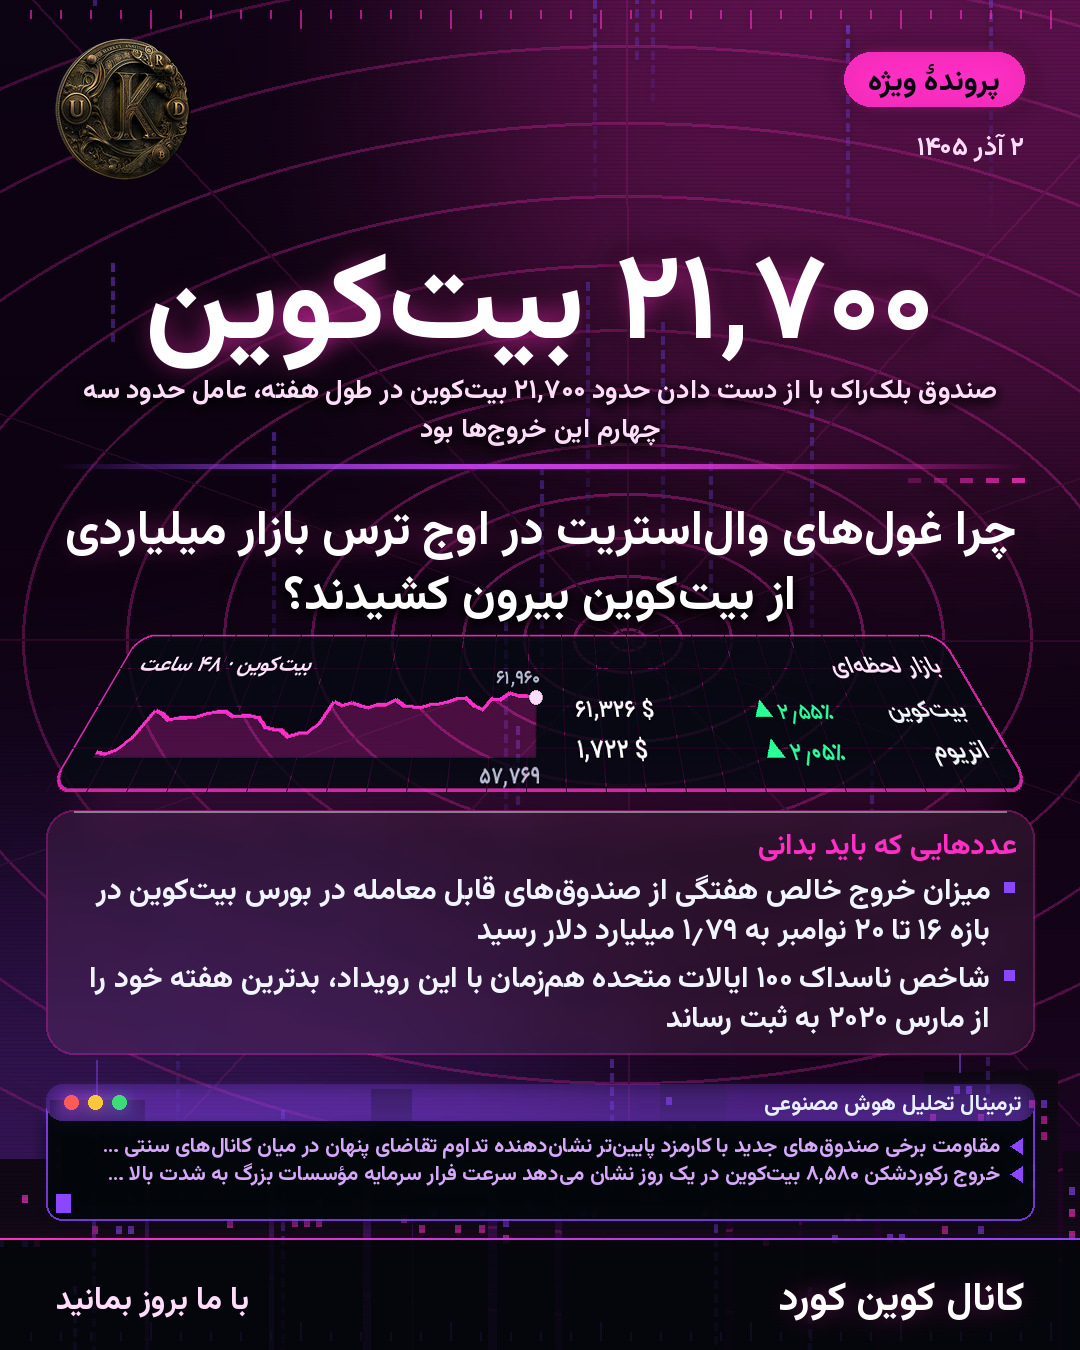 پروندهٔ ویژه
۲ آذر ۱۴۰۵
K
U
R
D
۲۱,۷۰۰ بیت‌کوین
صندوق بلک‌راک با از دست دادن حدود ۲۱,۷۰۰ بیت‌کوین در طول هفته، عامل حدود سه
چهارم این خروج‌ها بود
چرا غول‌های وال‌استریت در اوج ترس بازار میلیاردی
از بیت‌کوین بیرون کشیدند؟
بازار لحظه‌ای
بیت‌کوین ۲٫۵۵٪ ۶۱,۳۲۶ $
اتریوم ۲٫۰۵٪ ۱,۷۲۲ $
بیت‌کوین · ۴۸ ساعت
۶۱,۹۶۰
۵۷,۷۶۹
عددهایی که باید بدانی
میزان خروج خالص هفتگی از صندوق‌های قابل معامله در بورس بیت‌کوین در
بازه ۱۶ تا ۲۰ نوامبر به ۱٫۷۹ میلیارد دلار رسید
شاخص ناسداک ۱۰۰ ایالات متحده هم‌زمان با این رویداد، بدترین هفته خود را
از مارس ۲۰۲۰ به ثبت رساند
ترمینال تحلیل هوش مصنوعی
مقاومت برخی صندوق‌های جدید با کارمزد پایین‌تر نشان‌دهنده تداوم تقاضای پنهان در میان کانال‌های سنتی ...
خروج رکوردشکن ۸,۵۸۰ بیت‌کوین در یک روز نشان می‌دهد سرعت فرار سرمایه مؤسسات بزرگ به شدت بالا ...
کانال کوین کورد
با ما بروز بمانید